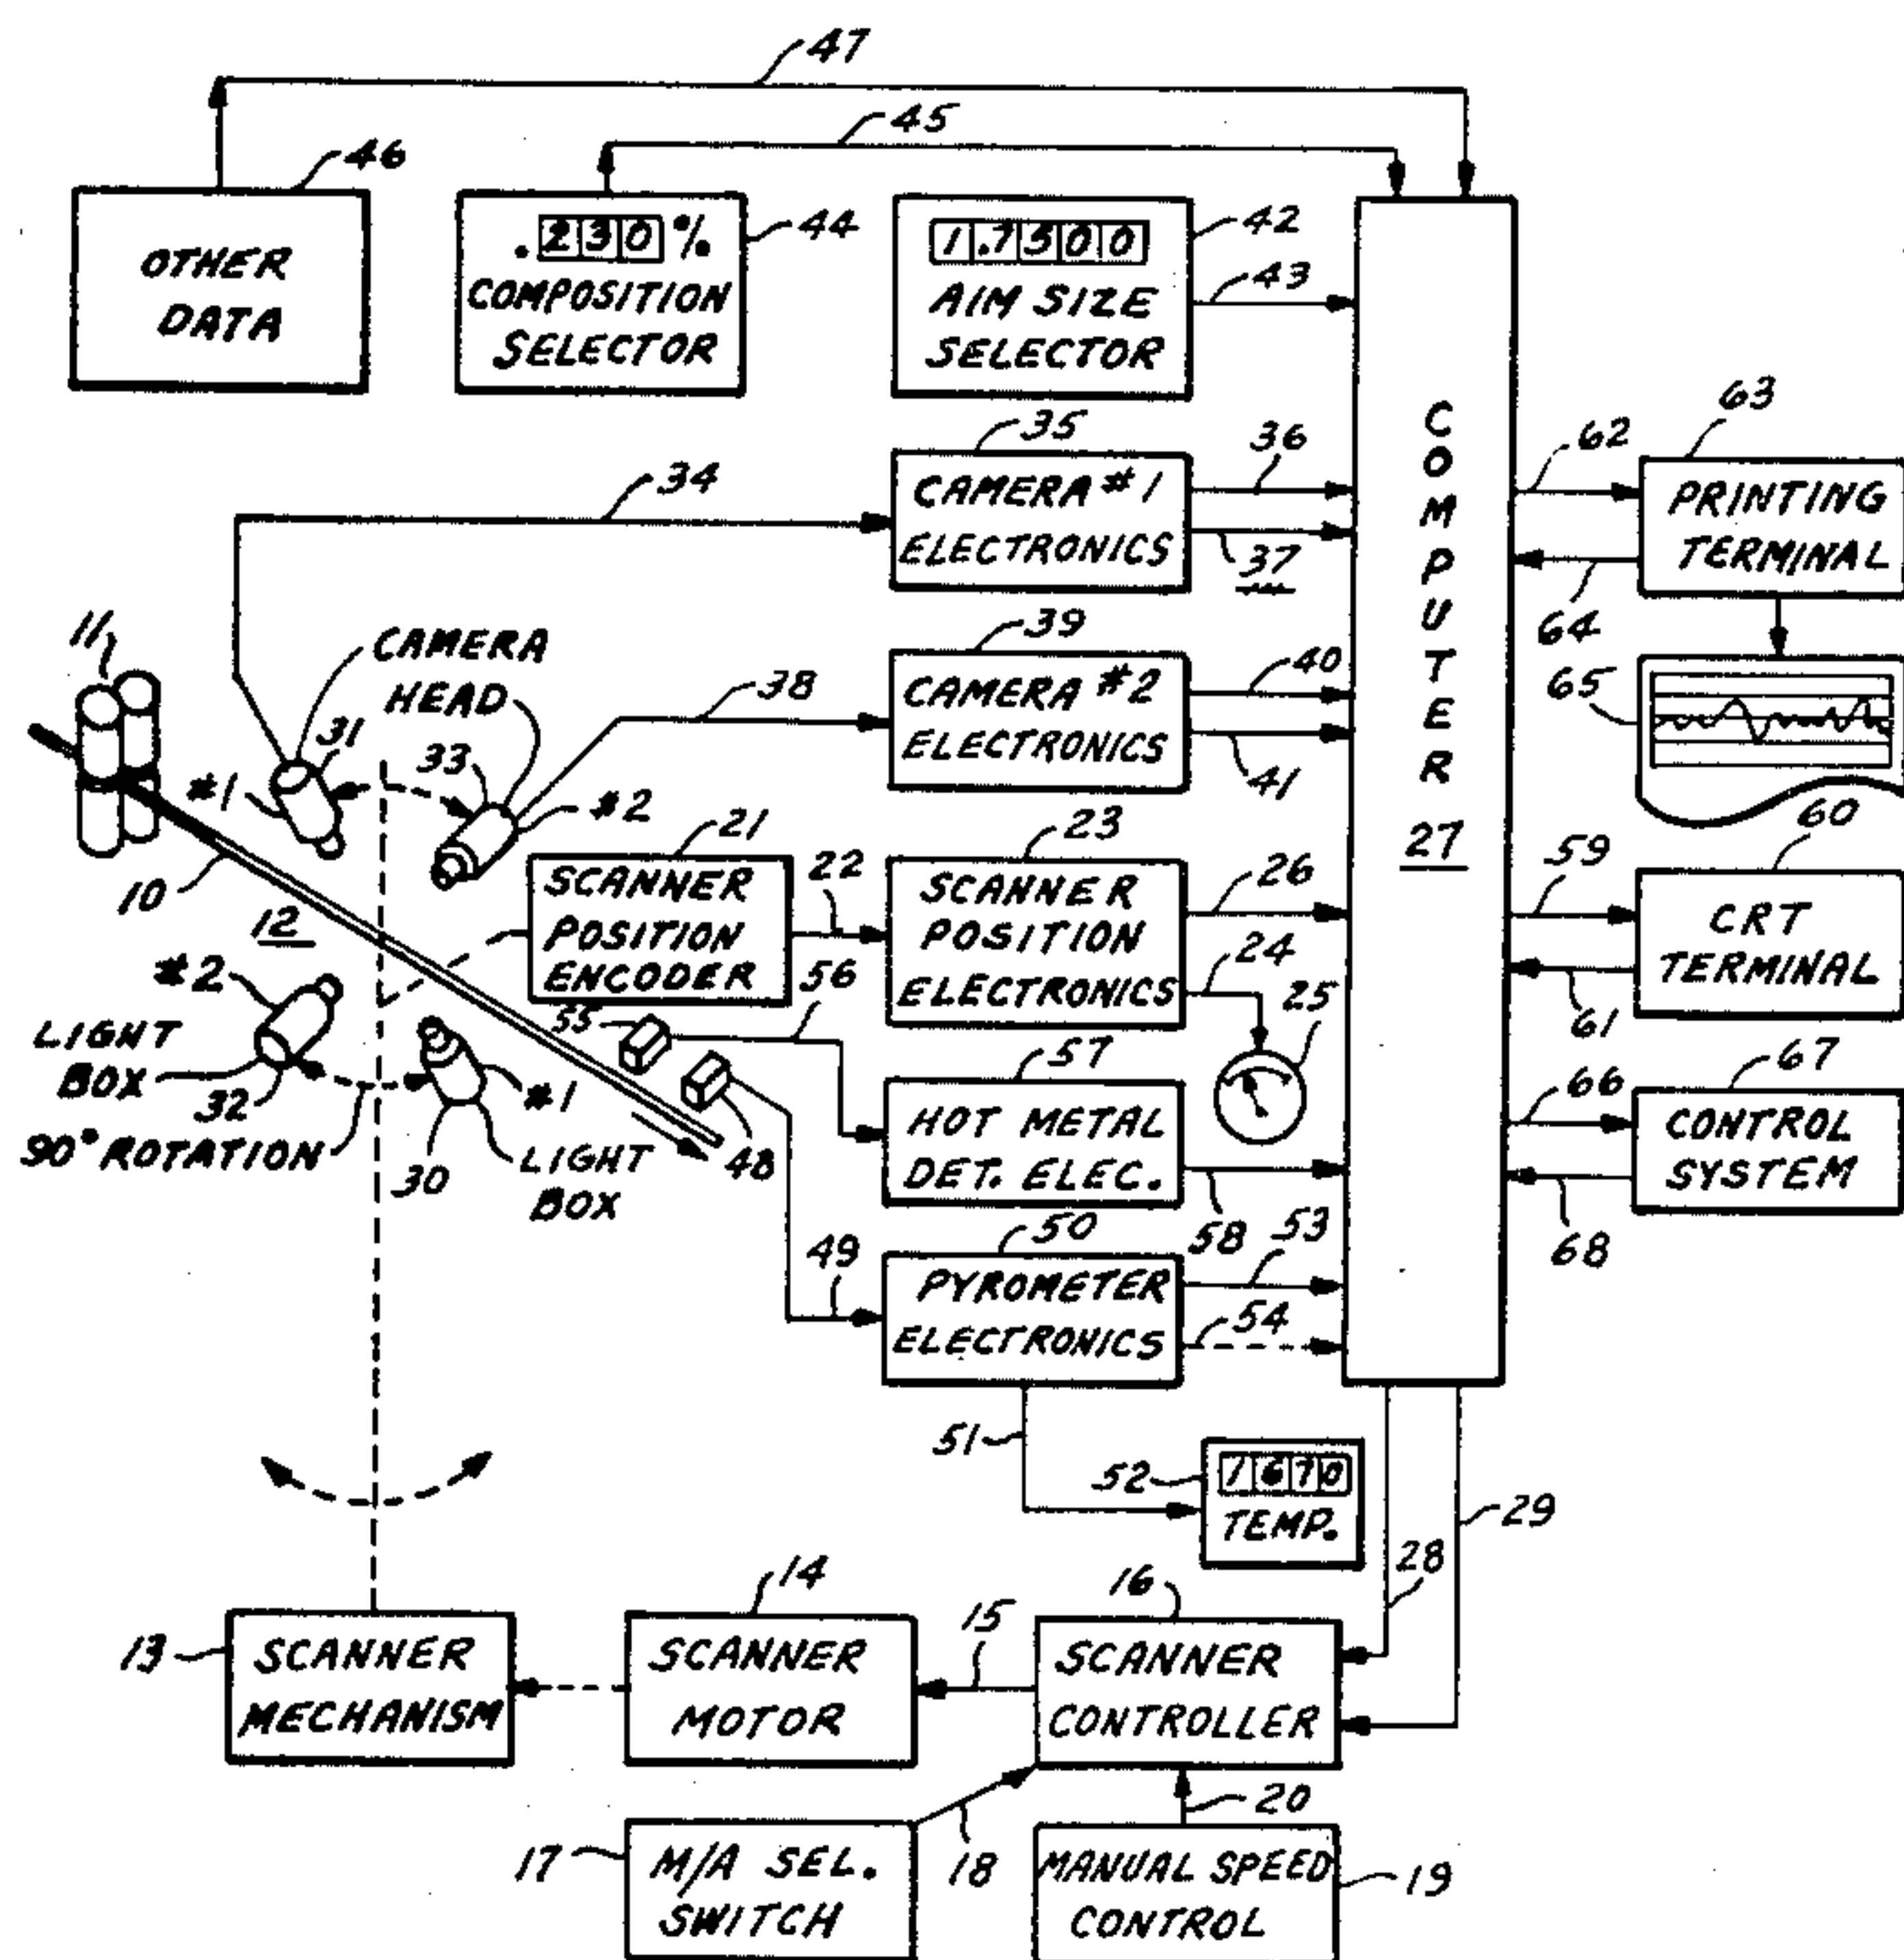 47
45
46
OTHER
DATA
.230%
COMPOSITION
SELECTOR
44
1.7500
AIM SIZE
SELECTOR
42
43
COMPUTER
27
35
CAMERA #1
ELECTRONICS
36
37
34
62
63
PRINTING
TERMINAL
64
65
11
CAMERA
HEAD
31
#1
33
#2
38
39
CAMERA #2
ELECTRONICS
40
41
10
12
21
SCANNER
POSITION
ENCODER
22
23
SCANNER
POSITION
ELECTRONICS
26
24
25
59
60
CRT
TERMINAL
61
#2
LIGHT
BOX
32
90° ROTATION
30
#1
LIGHT
BOX
55
56
48
57
HOT METAL
DET. ELEC.
58
66
67
CONTROL
SYSTEM
68
49
50
PYROMETER
ELECTRONICS
53
54
51
52
1670
TEMP.
28
29
13
SCANNER
MECHANISM
14
SCANNER
MOTOR
15
16
SCANNER
CONTROLLER
17
M/A SEL.
SWITCH
18
20
MANUAL SPEED
CONTROL
19